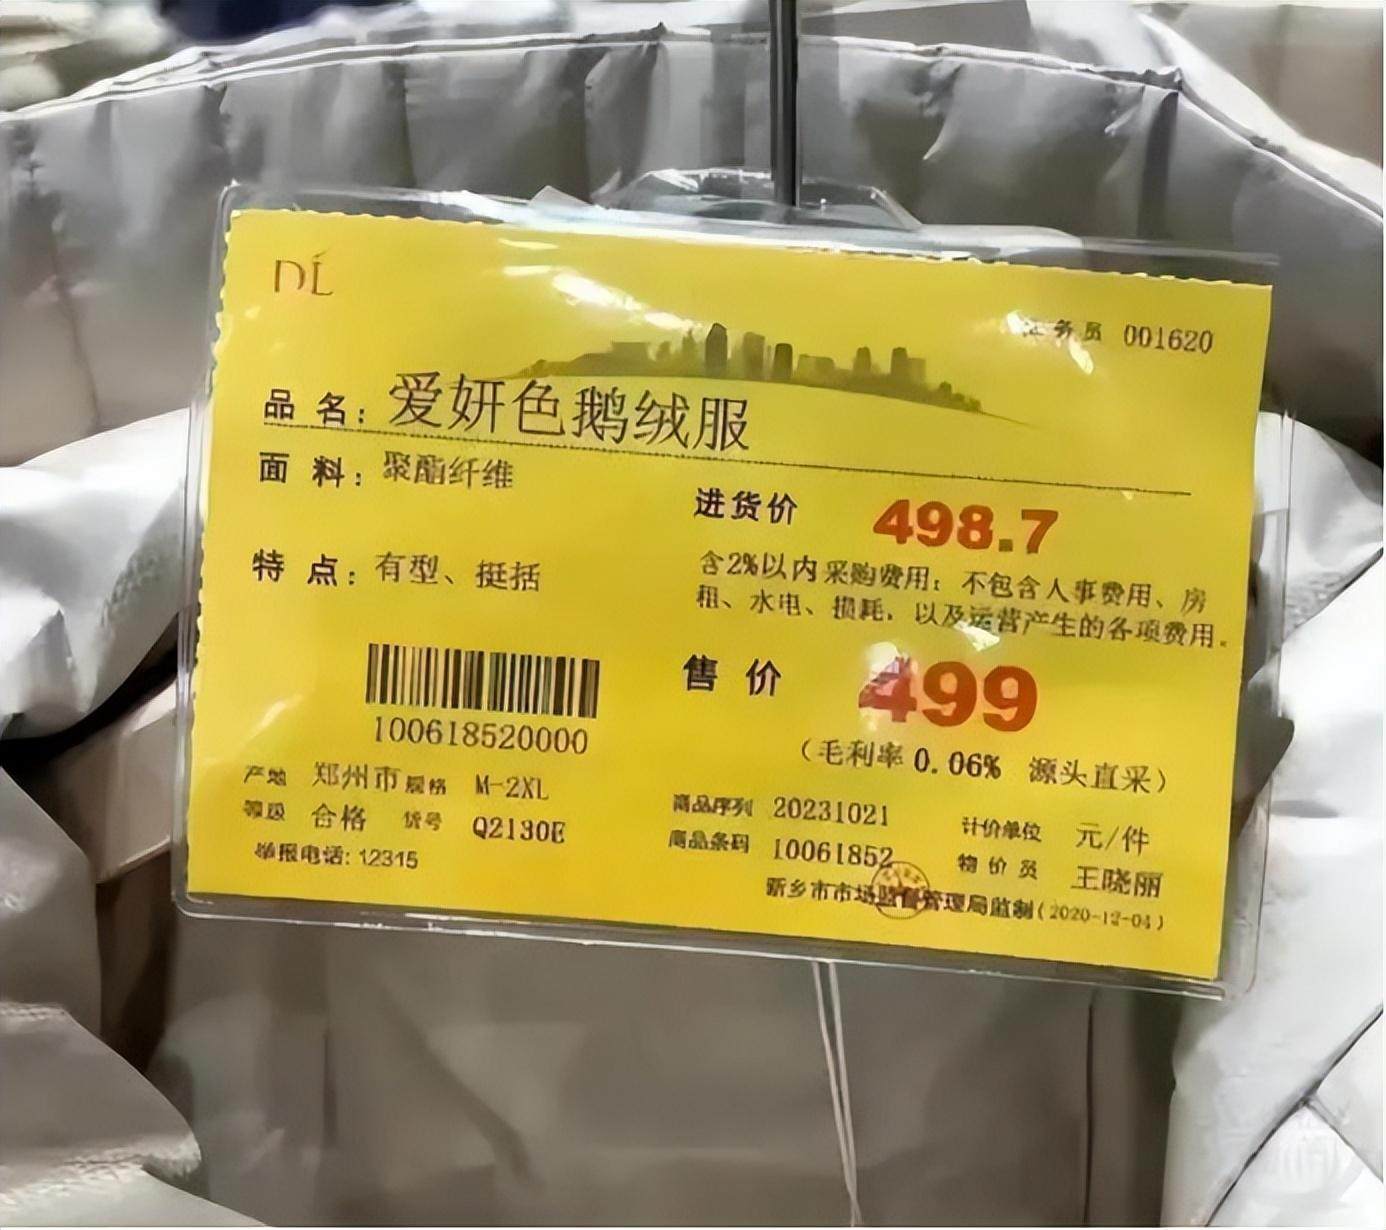 DL
务员 001620
品 名：爱妍色鹅绒服
面 料：聚酯纤维
进货价 498.7
含2%以内采购费用；不包含人事费用、房
租、水电、损耗，以及运营产生的各项费用。
特 点：有型、挺括
售 价 499
（毛利率0.06% 源头直采）
100618520000
产地 郑州市 规格 M-2XL
等级 合格 货号 Q2130E
举报电话: 12315
商品序列 20231021 计价单位 元/件
商品条码 10061852 物价员 王晓丽
新乡市市场监督管理局监制(2020-12-04)